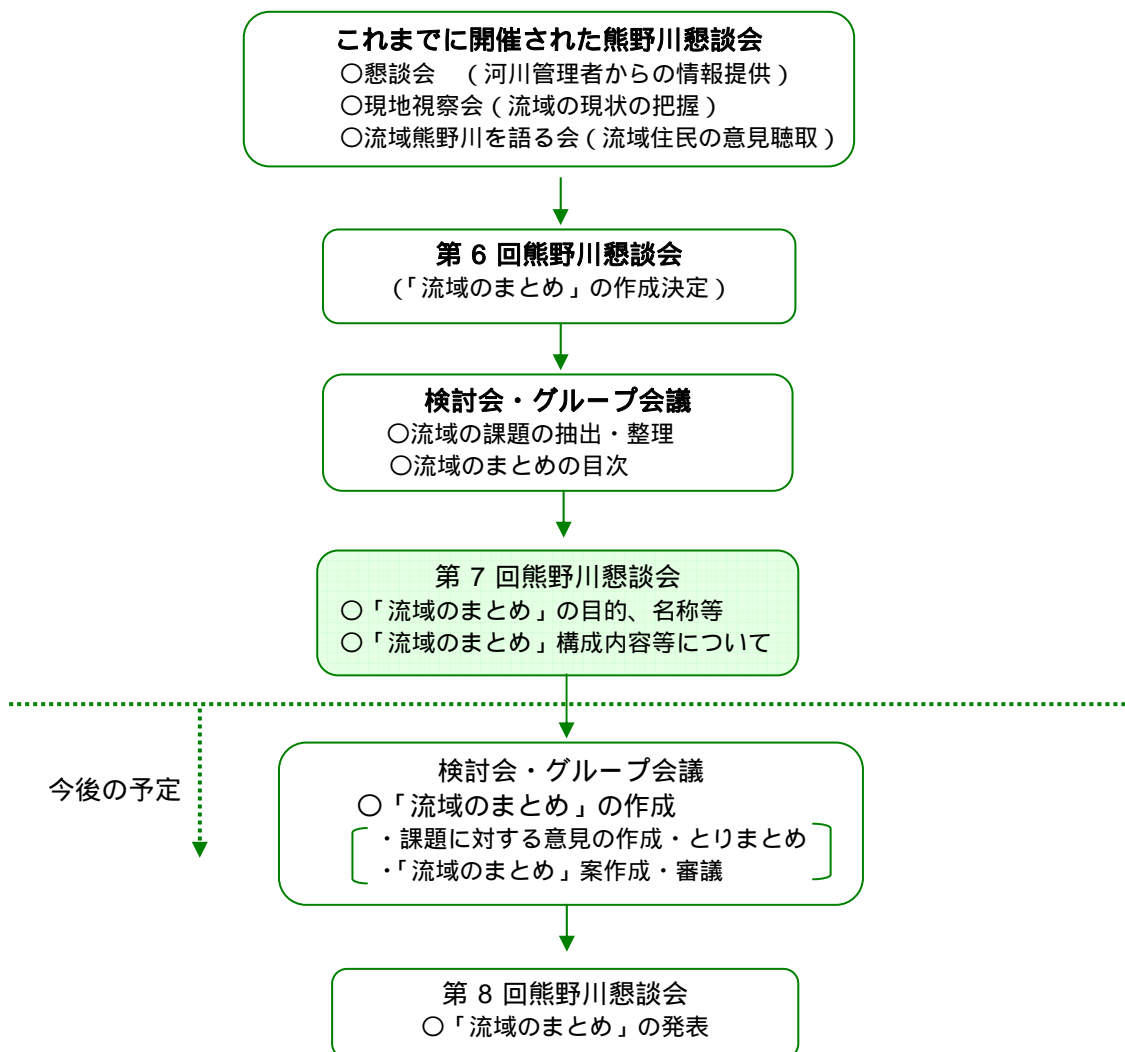 これまでに開催された熊野川懇談会
〇懇談会　（河川管理者からの情報提供）
〇現地視察会（流域の現状の把握）
〇流域熊野川を語る会（流域住民の意見聴取）
第 6 回熊野川懇談会
(「流域のまとめ」の作成決定）
検討会・グループ会議
〇流域の課題の抽出・整理
〇流域のまとめの目次
第 7 回熊野川懇談会
〇「流域のまとめ」の目的、名称等
〇「流域のまとめ」構成内容等について
今後の予定
検討会・グループ会議
〇「流域のまとめ」の作成
・課題に対する意見の作成・とりまとめ
・「流域のまとめ」案作成・審議
第 8 回熊野川懇談会
〇「流域のまとめ」の発表